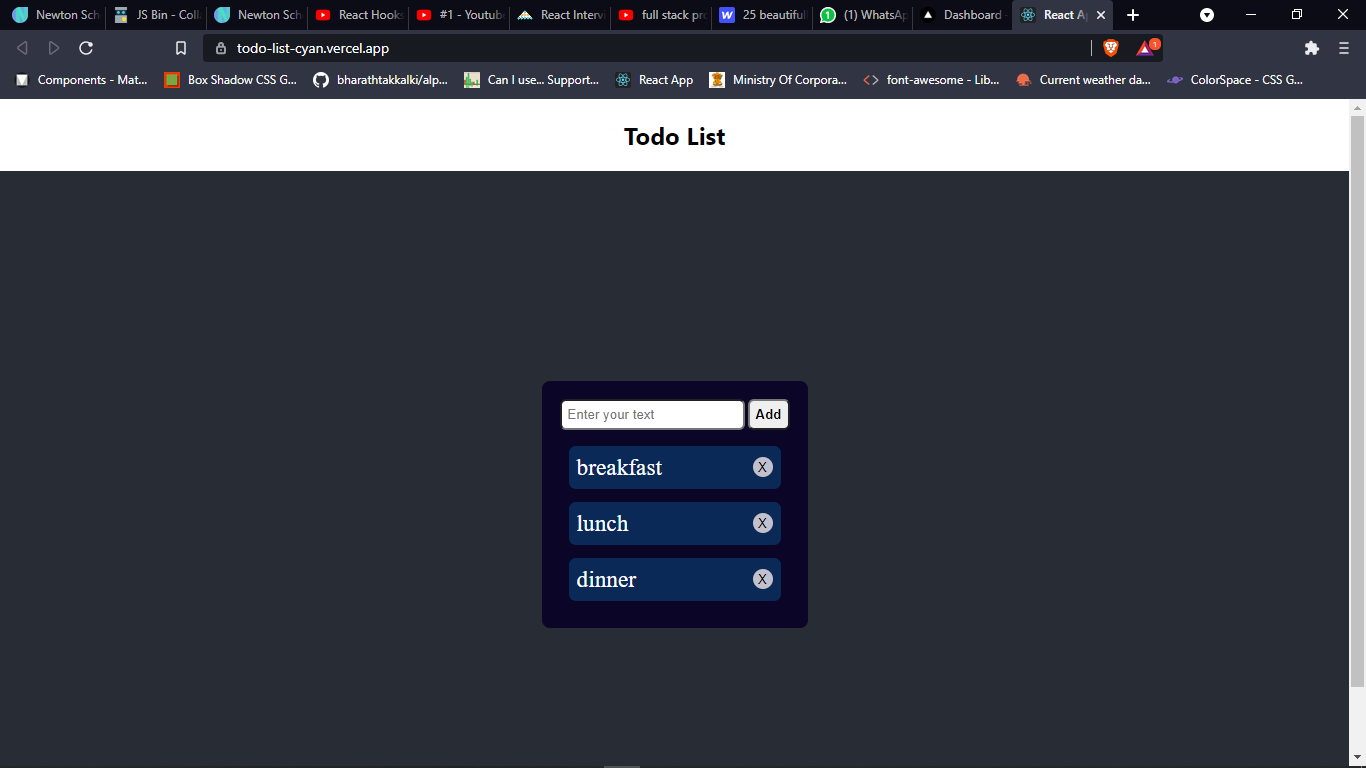 Newton Sch
JS Bin - Coll
Newton Sch
React Hooks
#1 - Youtub
React Interv
full stack pro
25 beautiful
(1) WhatsAp
Dashboard
React Ap
todo-list-cyan.vercel.app
1
Components - Mat...
Box Shadow CSS G...
bharathtakkalki/alp...
Can I use... Support...
React App
Ministry Of Corpora...
font-awesome - Lib...
Current weather da...
ColorSpace - CSS G...
Todo List
Enter your text Add
breakfast X
lunch X
dinner X